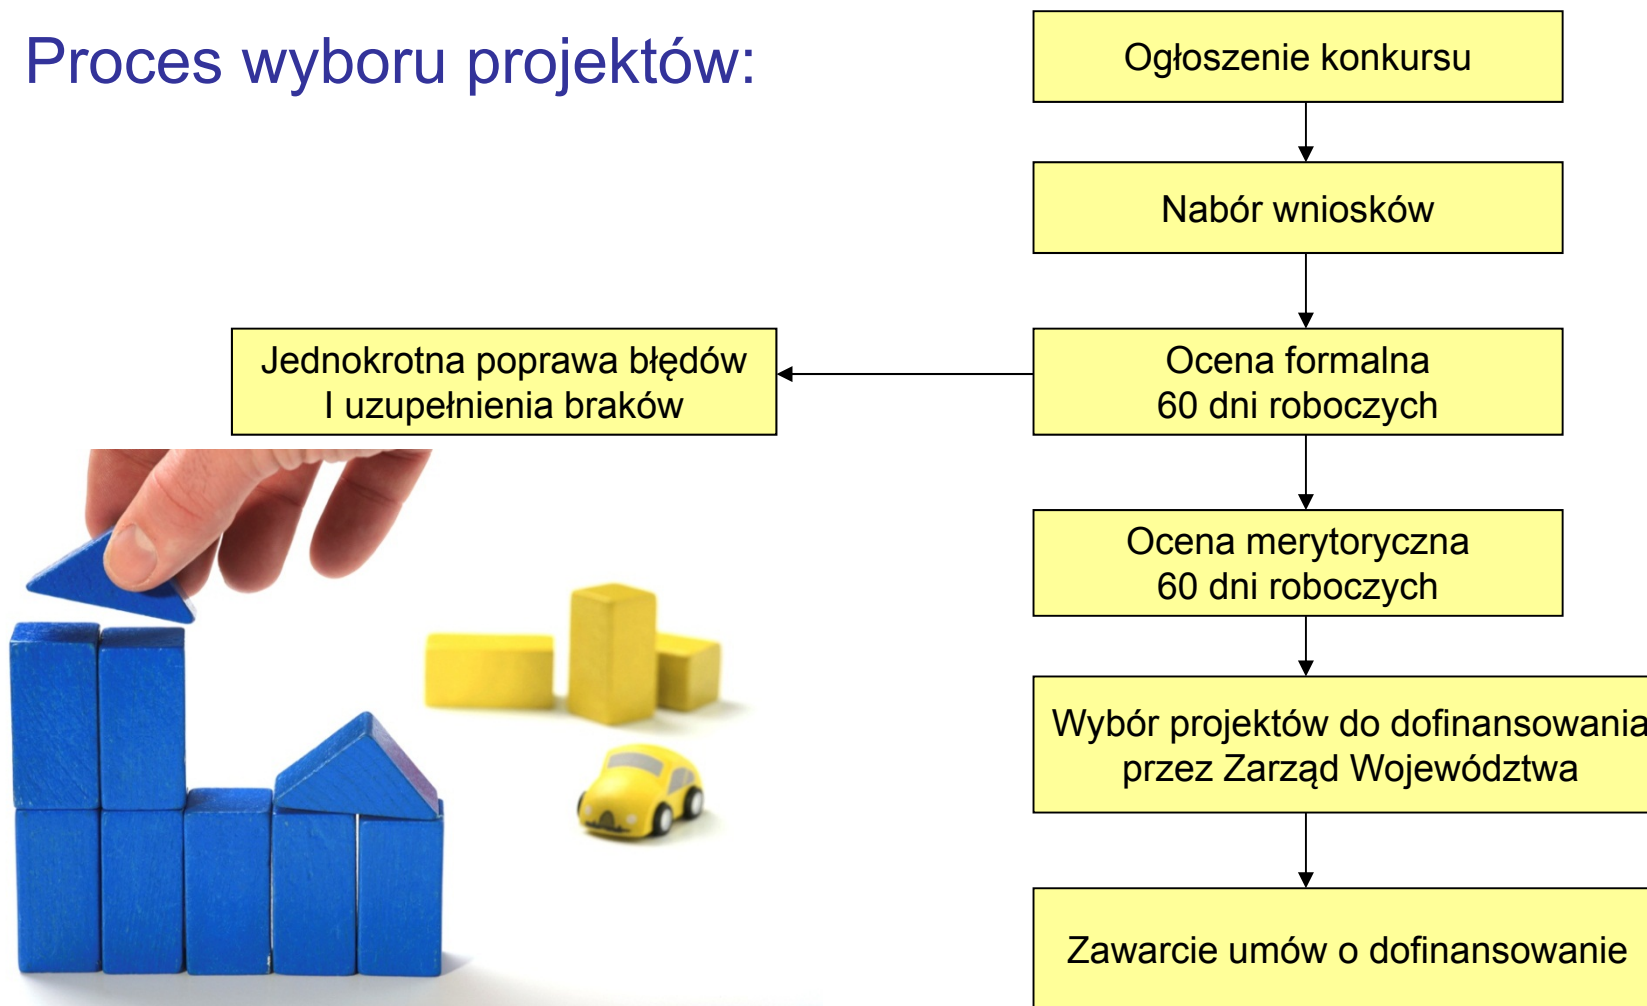 Proces wyboru projektów:
Ogłoszenie konkursu
Nabór wniosków
Jednokrotna poprawa błędów
I uzupełnienia braków
Ocena formalna
60 dni roboczych
Ocena merytoryczna
60 dni roboczych
Wybór projektów do dofinansowania
przez Zarząd Województwa
Zawarcie umów o dofinansowanie